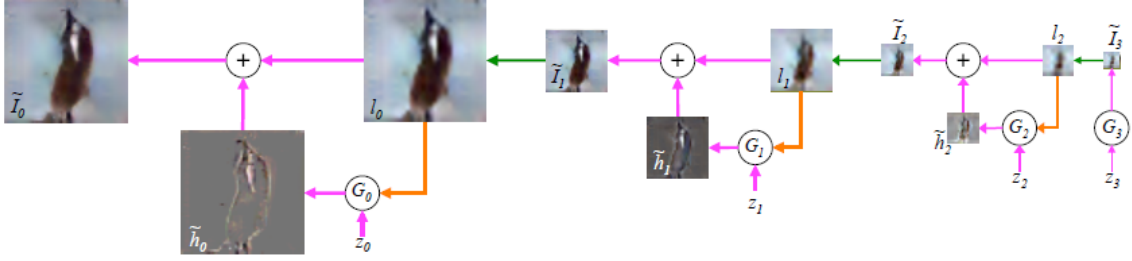 Ĩ₀
+
l₀
Ĩ₁
+
l₁
Ĩ₂
+
l₂
Ĩ₃
h̃₀
G₀
z₀
h̃₁
G₁
z₁
h̃₂
G₂
z₂
G₃
z₃